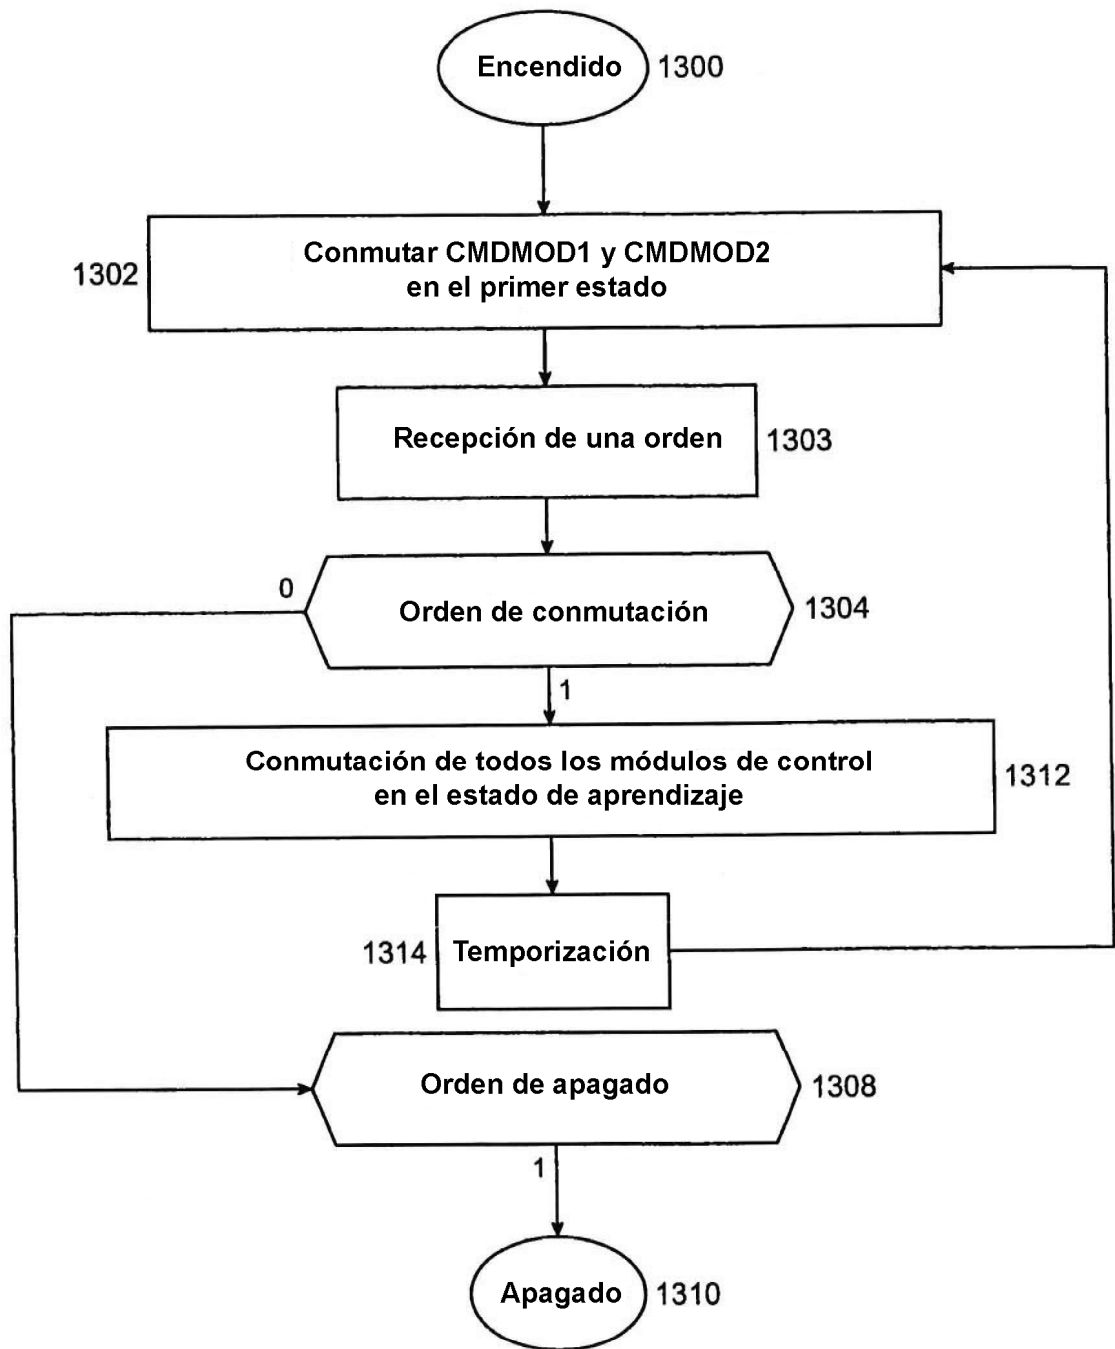 Encendido
1300
Conmutar CMDMOD1 y CMDMOD2
en el primer estado
1302
Recepción de una orden
1303
0
Orden de conmutación
1304
1
Conmutación de todos los módulos de control
en el estado de aprendizaje
1312
1314
Temporización
Orden de apagado
1308
1
Apagado
1310